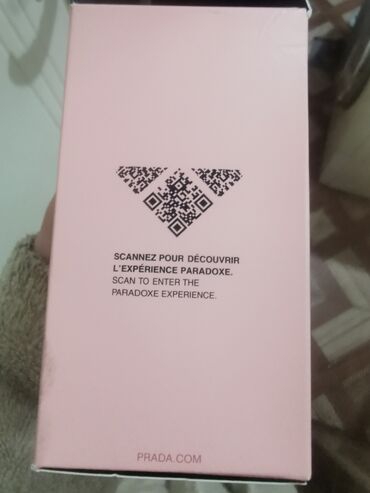 SCANNEZ POUR DÉCOUVRIR
L'EXPÉRIENCE PARADOXE.
SCAN TO ENTER THE
PARADOXE EXPERIENCE.
PRADA.COM